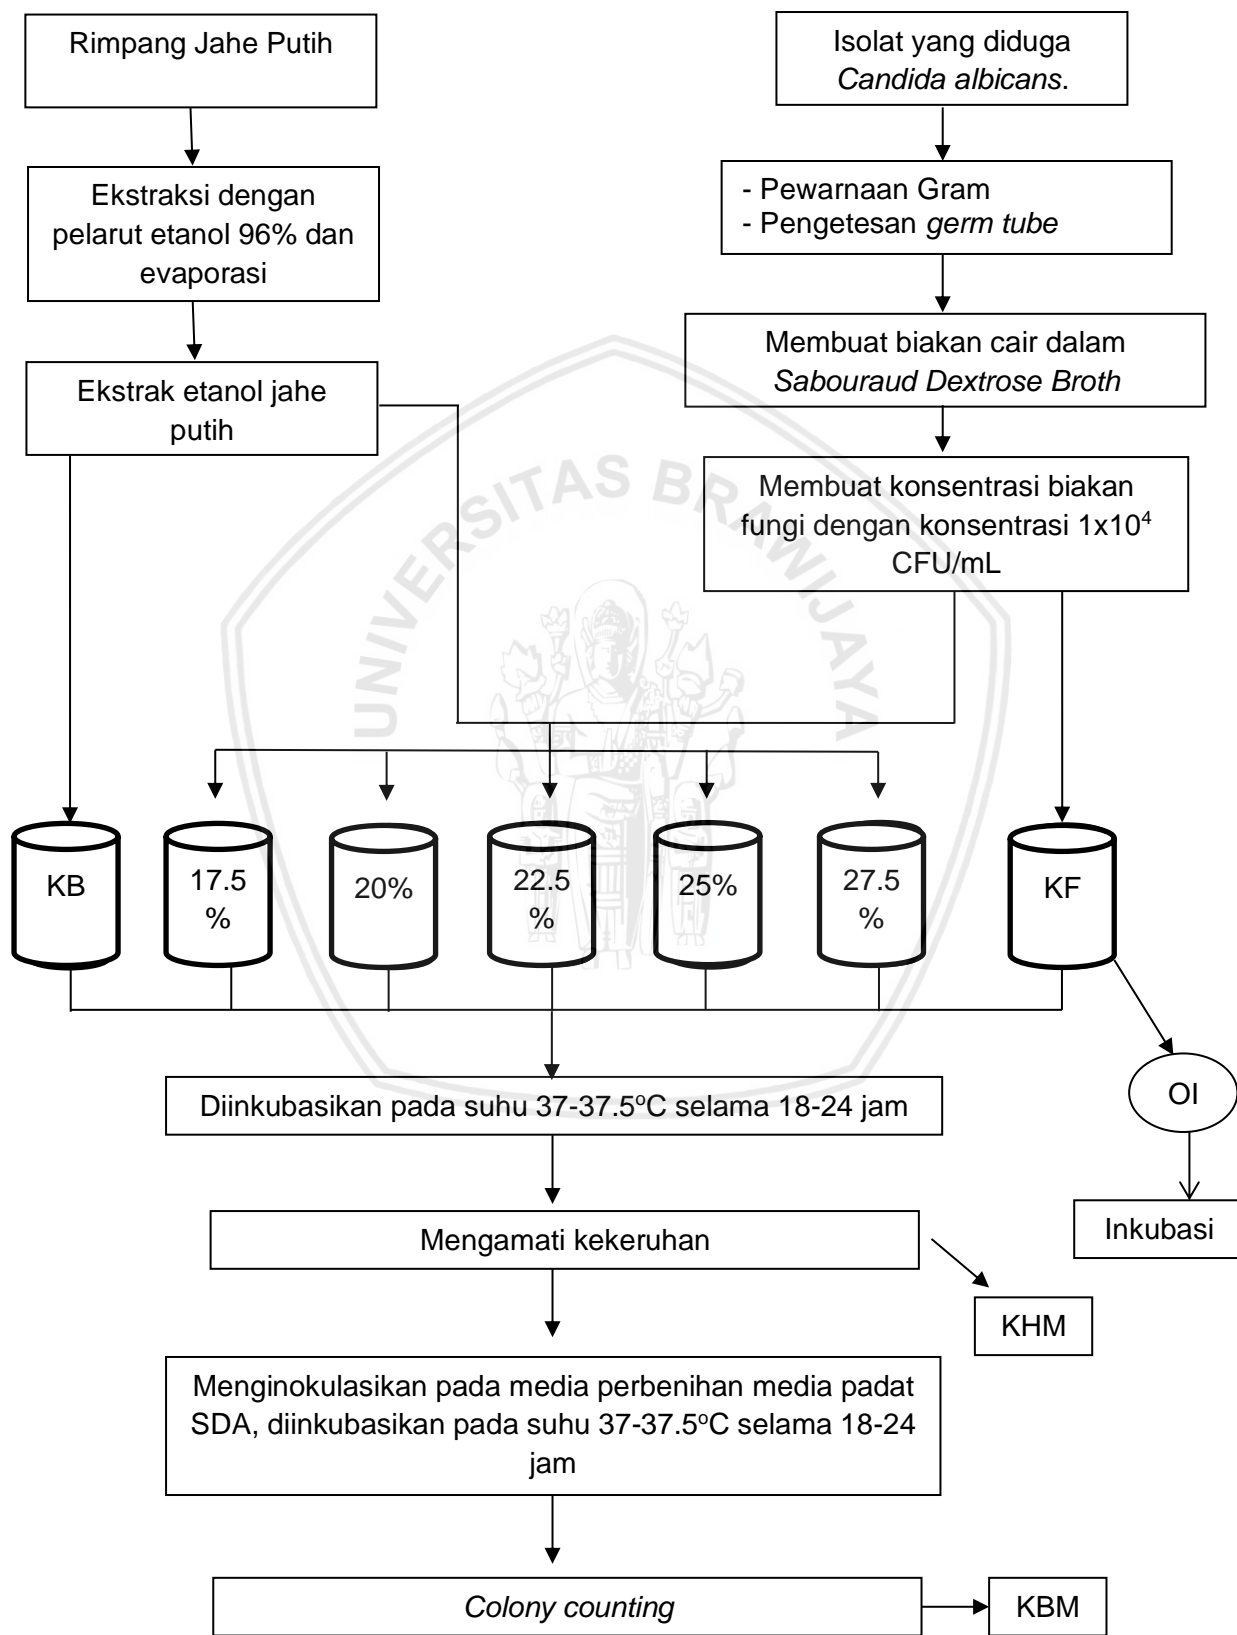 Rimpang Jahe Putih
Isolat yang diduga
Candida albicans.
Ekstraksi dengan
pelarut etanol 96% dan
evaporasi
- Pewarnaan Gram
- Pengetesan germ tube
Ekstrak etanol jahe
putih
Membuat biakan cair dalam
Sabouraud Dextrose Broth
Membuat konsentrasi biakan
fungi dengan konsentrasi 1x10⁴
CFU/mL
UNIVERSITAS BRAWIJAYA
KB
17.5
%
20%
22.5
%
25%
27.5
%
KF
OI
Inkubasi
Diinkubasikan pada suhu 37-37.5ºC selama 18-24 jam
Mengamati kekeruhan
KHM
Menginokulasikan pada media perbenihan media padat
SDA, diinkubasikan pada suhu 37-37.5ºC selama 18-24
jam
Colony counting
KBM